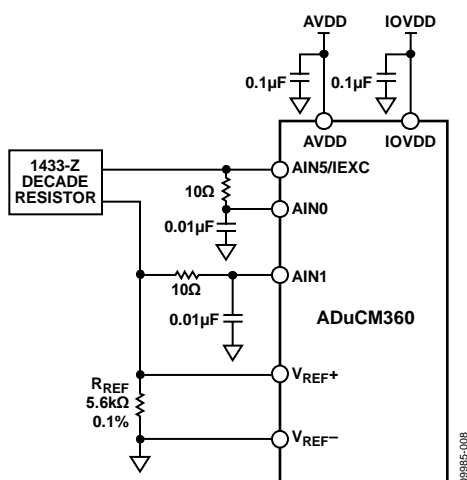 AVDD IOVDD
0.1µF 0.1µF
AVDD IOVDD
1433-Z
DECADE
RESISTOR
AIN5/IEXC
10Ω
AIN0
0.01µF
AIN1
10Ω
0.01µF
ADuCM360
VREF+
RREF
5.6kΩ
0.1%
VREF−
09985-008